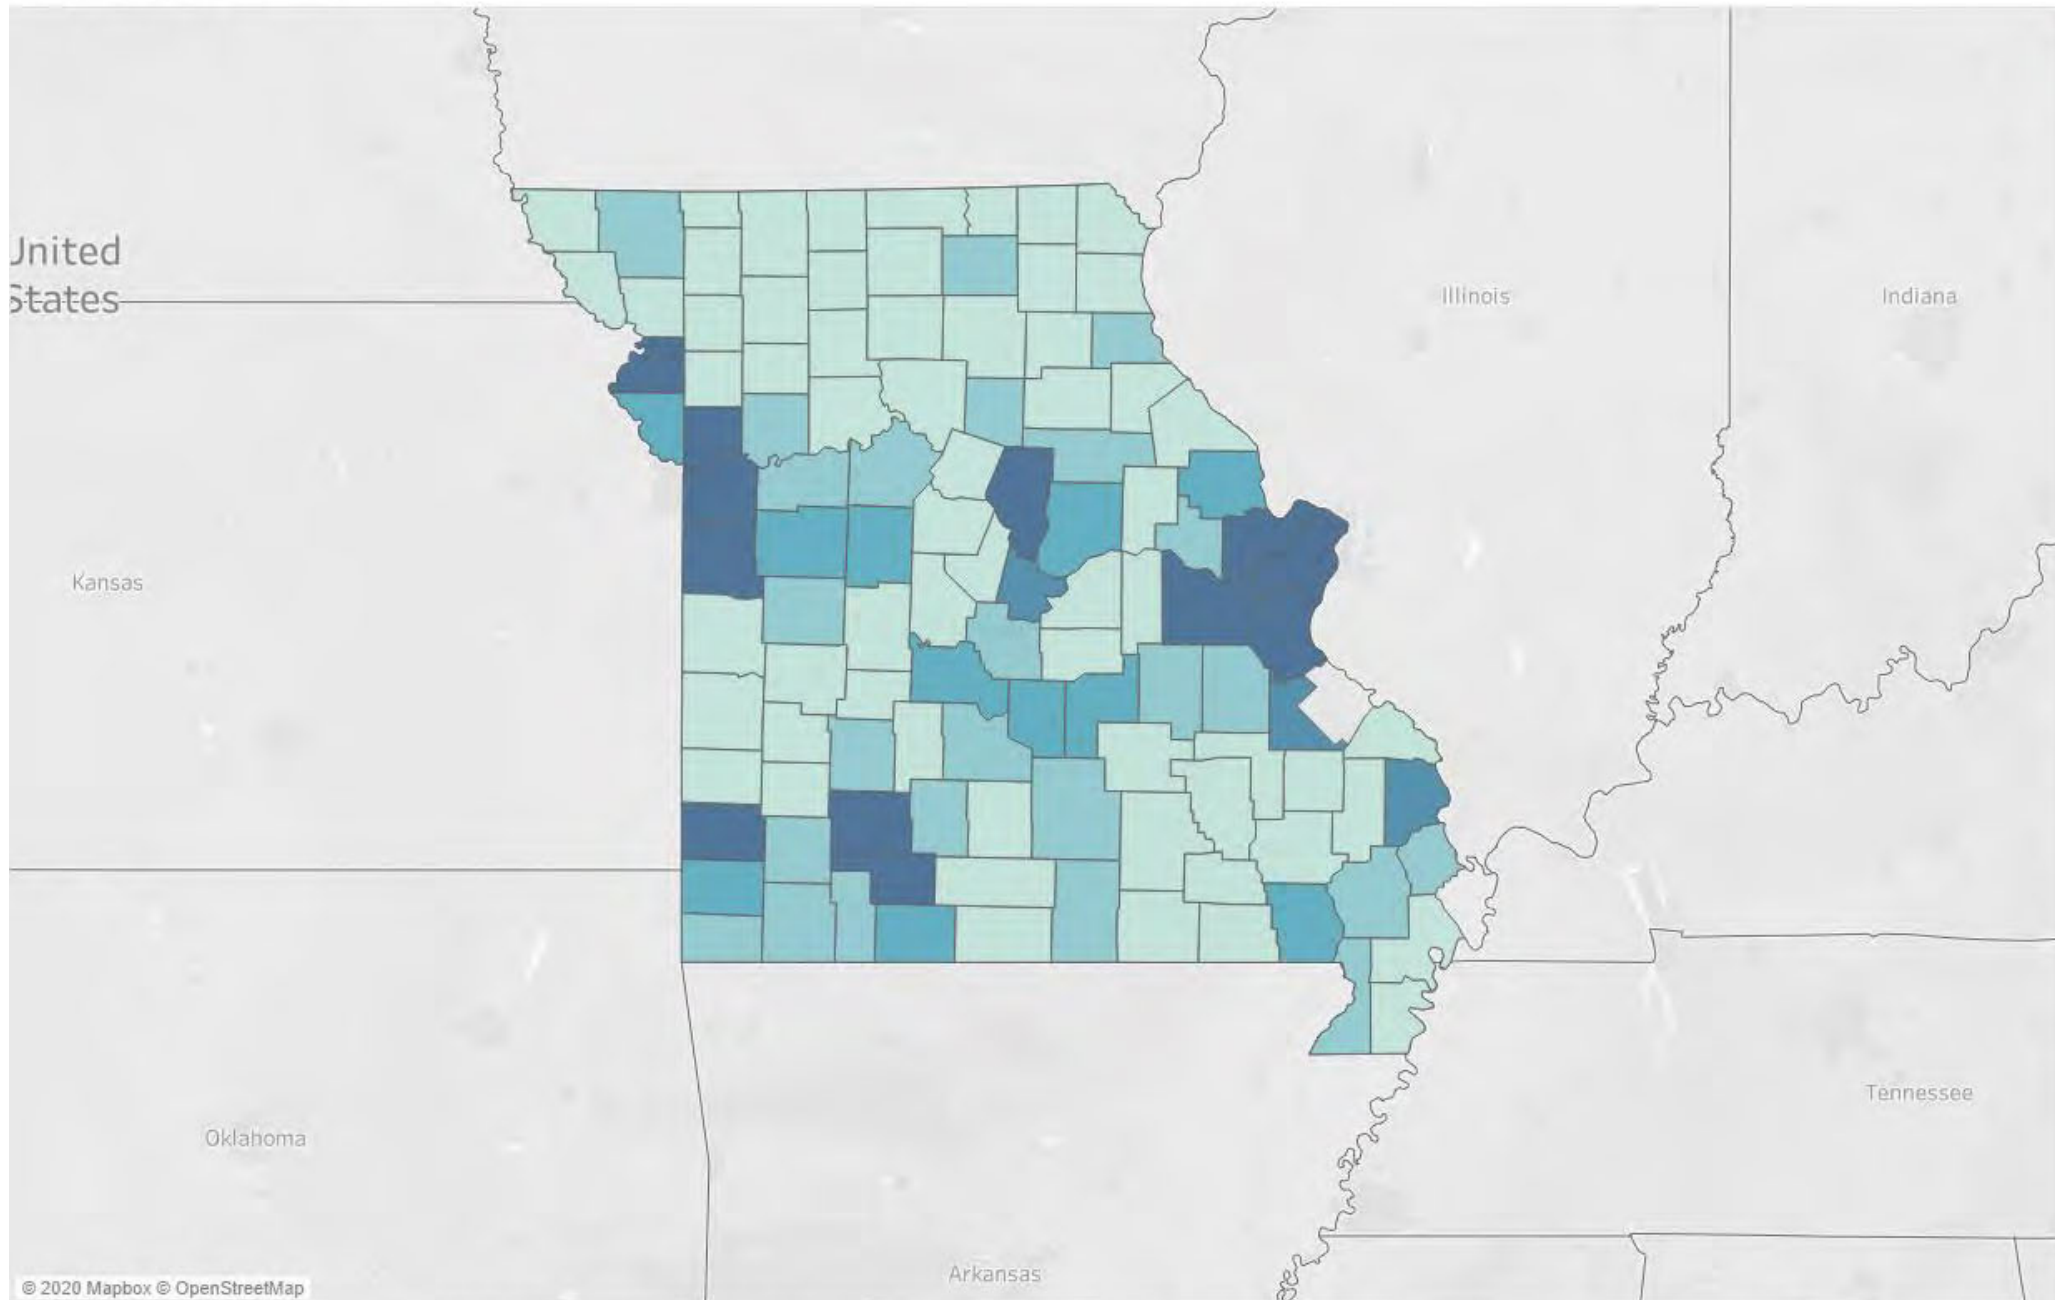 United
States
Illinois
Indiana
Kansas
Tennessee
Oklahoma
Arkansas
© 2020 Mapbox © OpenStreetMap